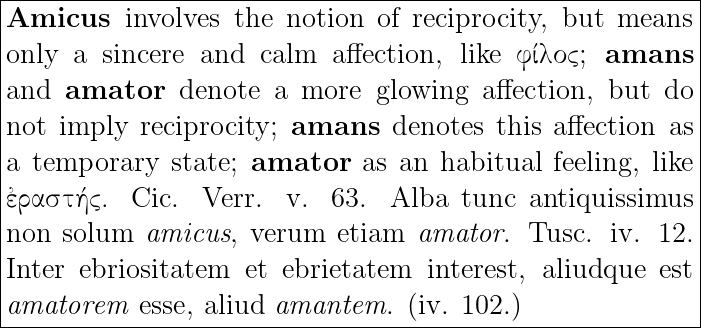 Amicus involves the notion of reciprocity, but means
only a sincere and calm affection, like φίλος; amans
and amator denote a more glowing affection, but do
not imply reciprocity; amans denotes this affection as
a temporary state; amator as an habitual feeling, like
ἐραστής. Cic. Verr. v. 63. Alba tunc antiquissimus
non solum amicus, verum etiam amator. Tusc. iv. 12.
Inter ebriositatem et ebrietatem interest, aliudque est
amatorem esse, aliud amantem. (iv. 102.)